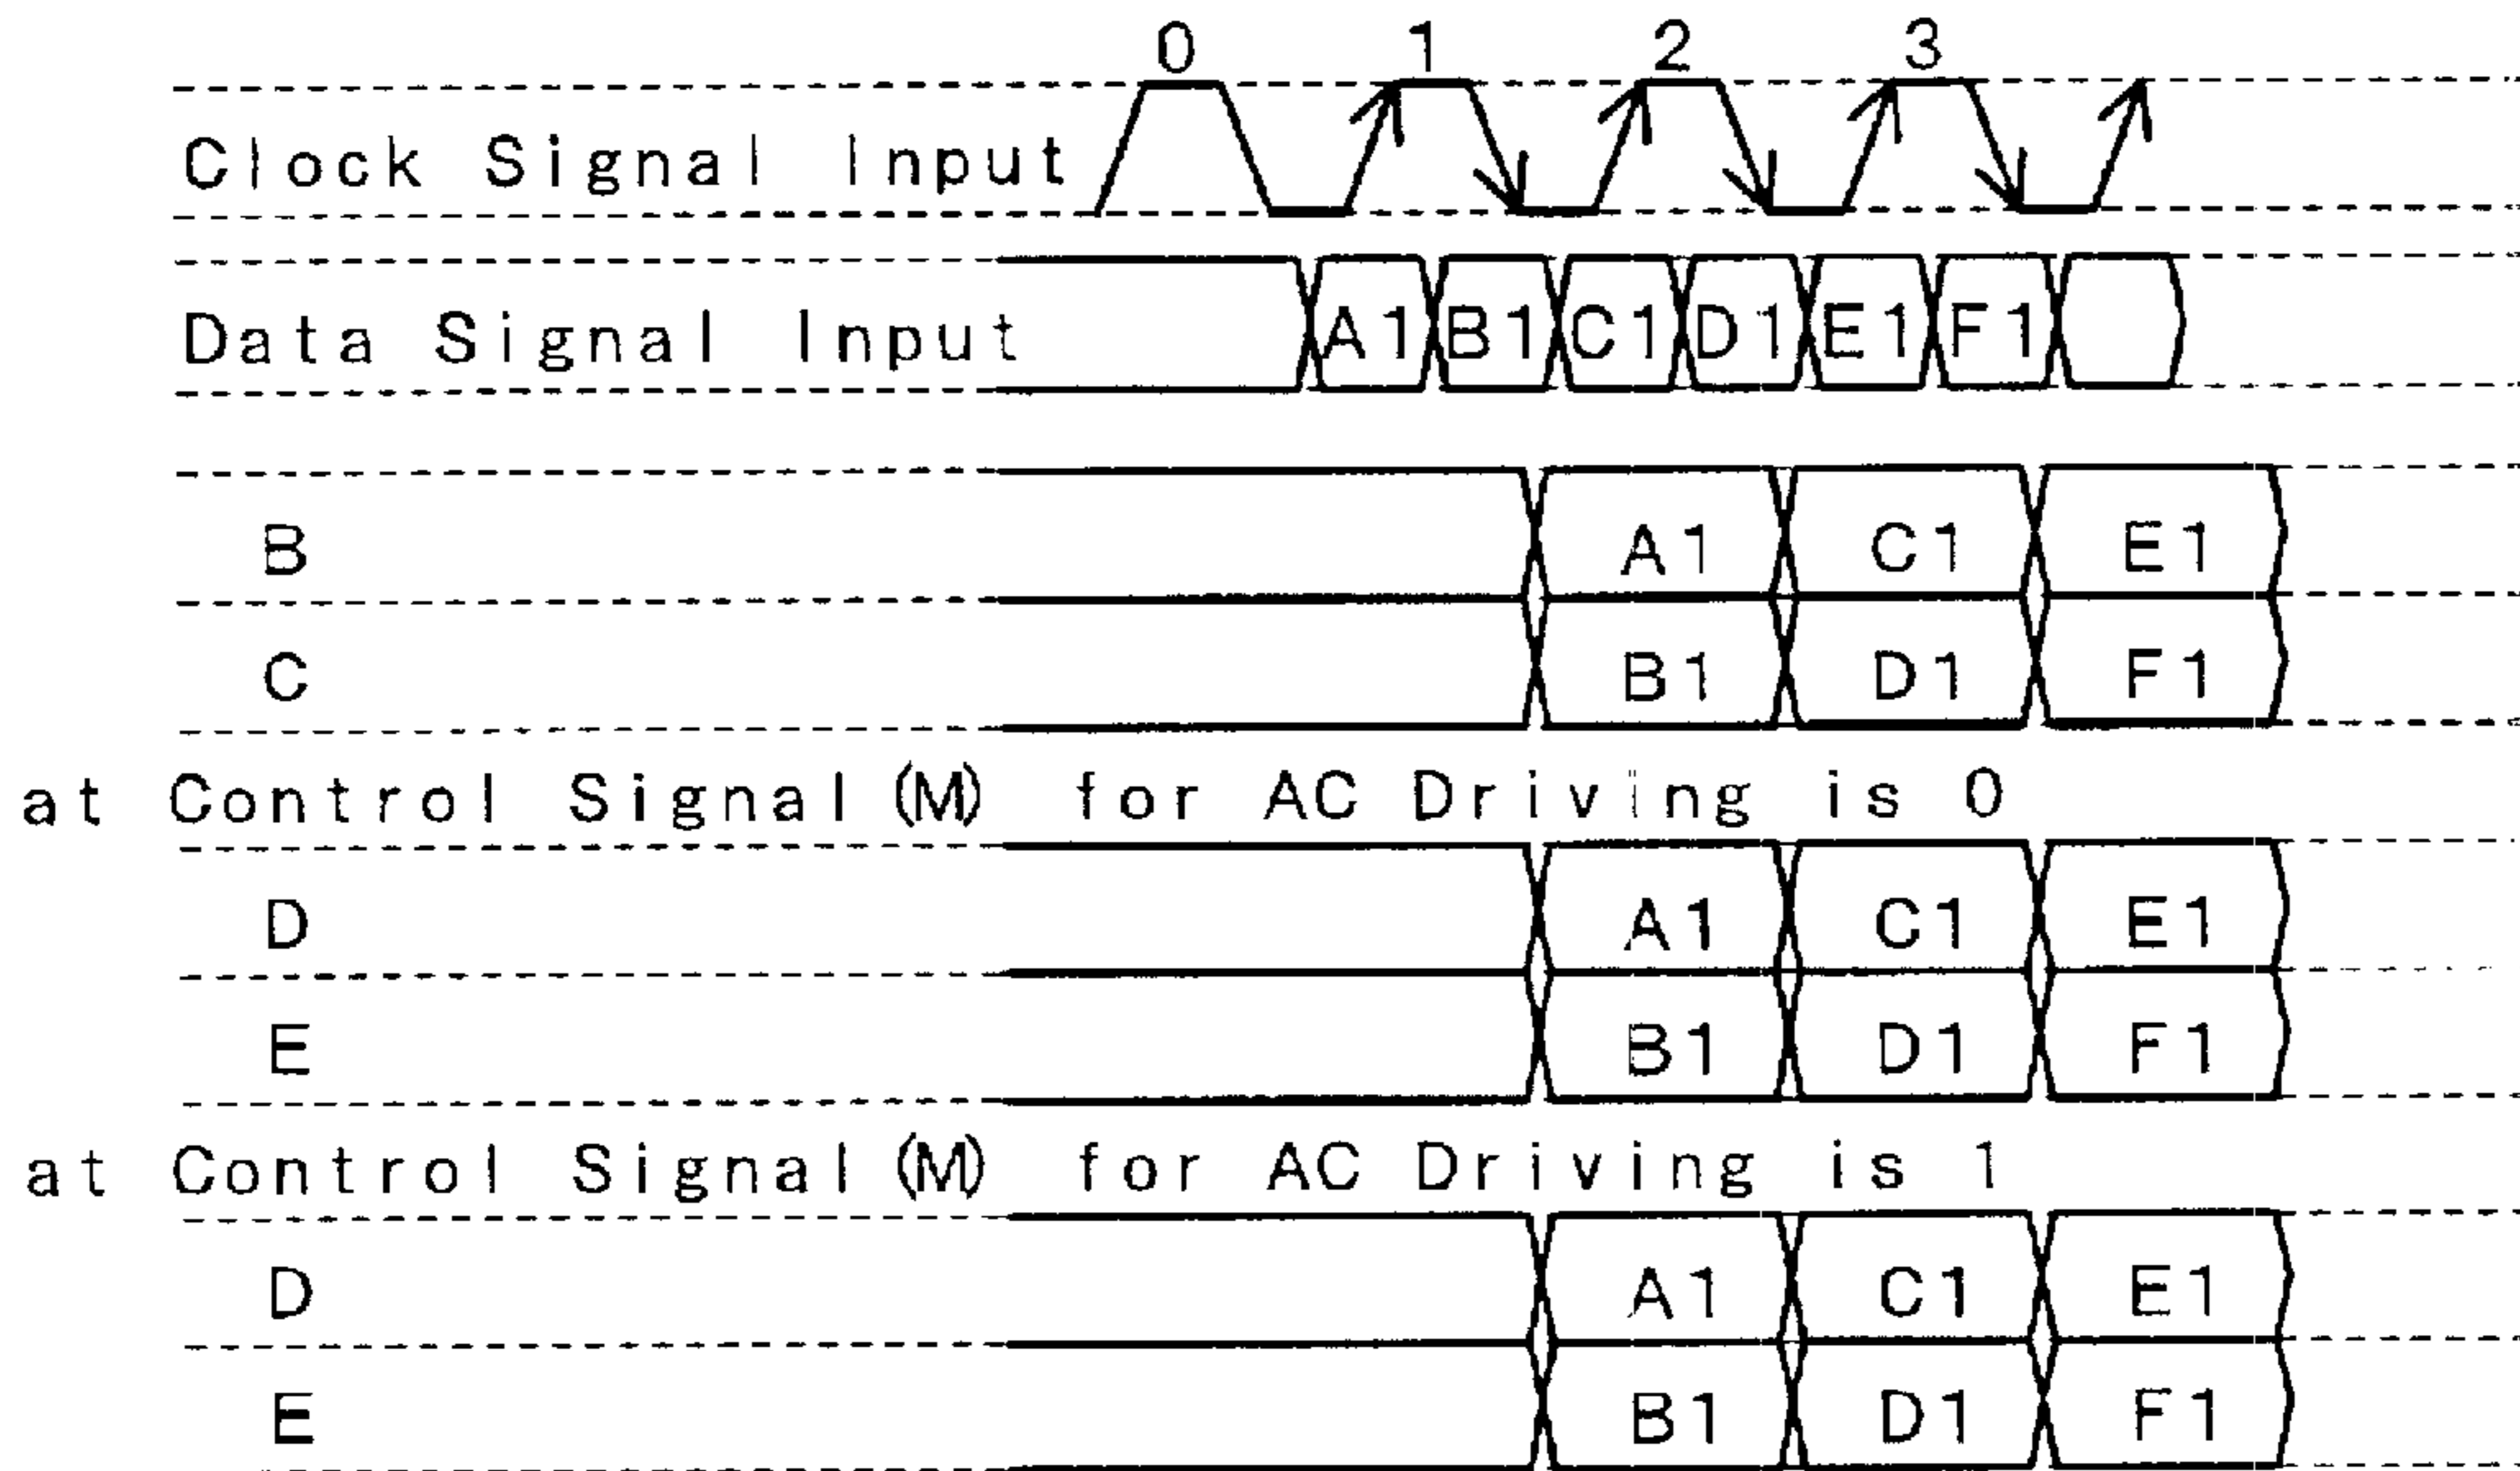 0 1 2 3
Clock Signal Input
Data Signal Input A1 B1 C1 D1 E1 F1
B A1 C1 E1
C B1 D1 F1
at Control Signal (M) for AC Driving is 0
D A1 C1 E1
E B1 D1 F1
at Control Signal (M) for AC Driving is 1
D A1 C1 E1
E B1 D1 F1